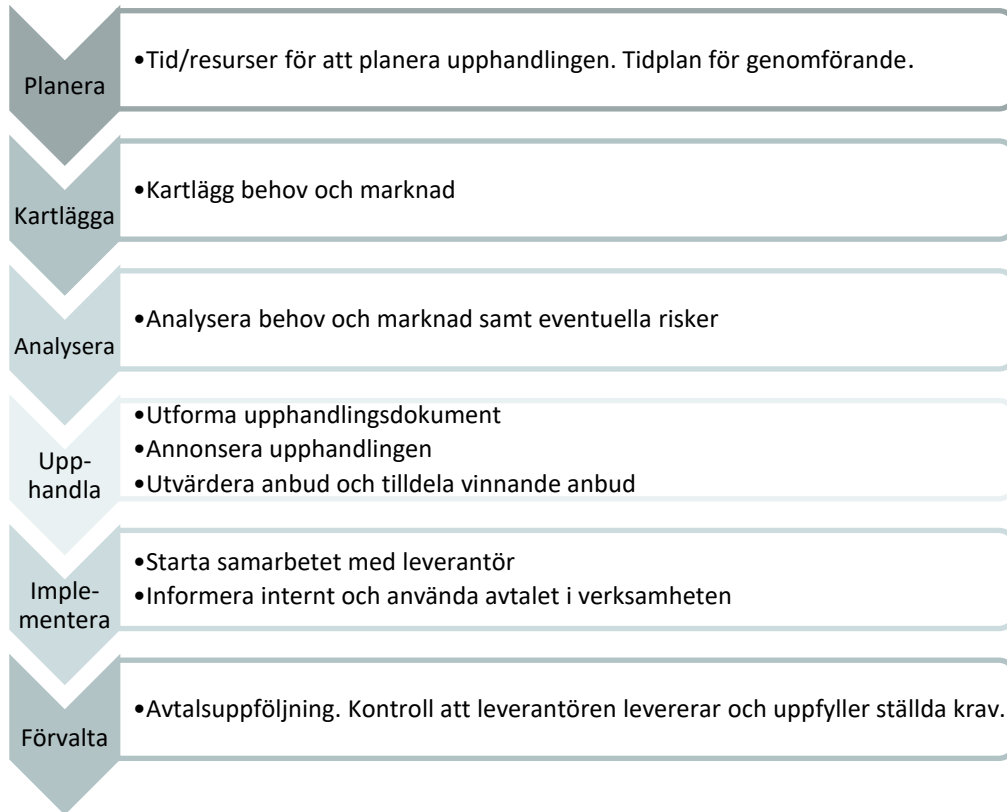 Planera
•Tid/resurser för att planera upphandlingen. Tidplan för genomförande.
Kartlägga
•Kartlägg behov och marknad
Analysera
•Analysera behov och marknad samt eventuella risker
Upp-
handla
•Utforma upphandlingsdokument
•Annonsera upphandlingen
•Utvärdera anbud och tilldela vinnande anbud
Imple-
mentera
•Starta samarbetet med leverantör
•Informera internt och använda avtalet i verksamheten
Förvalta
•Avtalsuppföljning. Kontroll att leverantören levererar och uppfyller ställda krav.